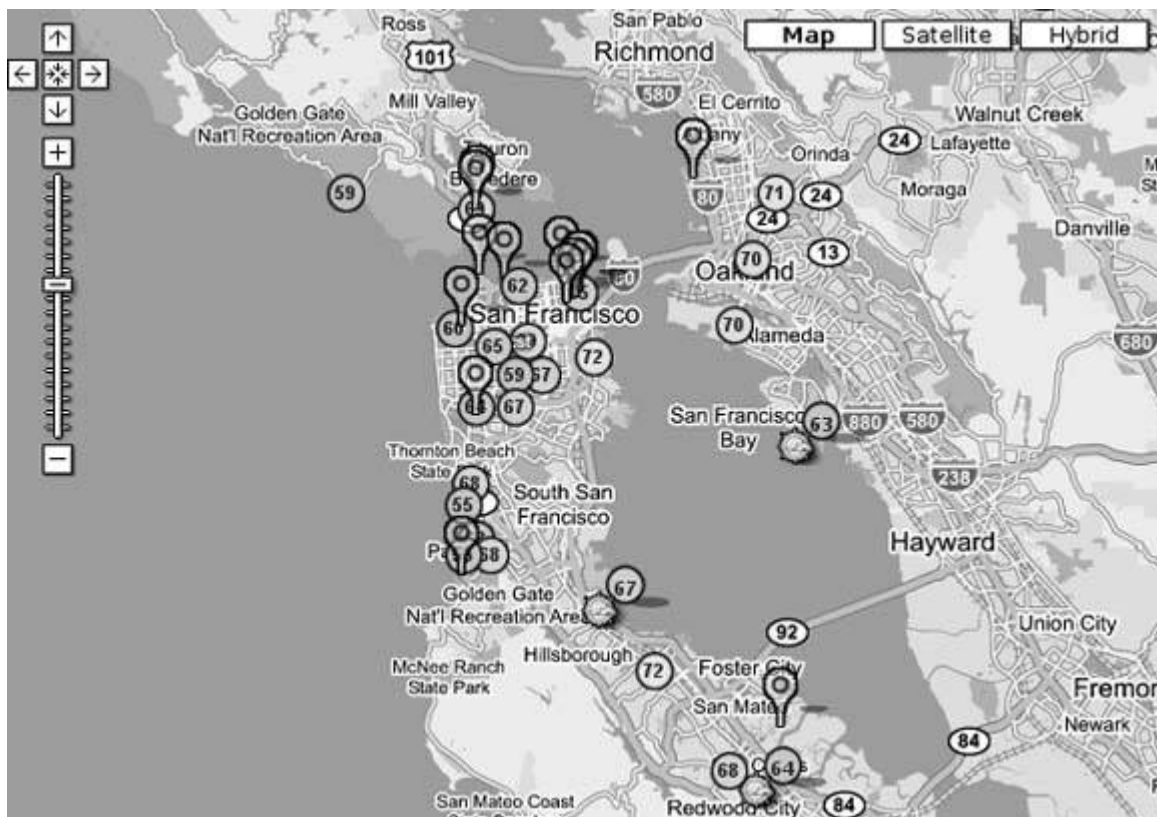 Ross
San Pablo
Map
Satellite
Hybrid
101
Richmond
580
Mill Valley
El Cerrito
Golden Gate
Nat'l Recreation Area
Walnut Creek
24
Lafayette
Orinda
59
80
71
24
Moraga
24
Danville
13
70
Oakland
62
San Francisco
70
Alameda
680
65
72
59
67
67
San Francisco
Bay
63
880
580
Thornton Beach
238
68
55
South San
Francisco
68
Hayward
Golden Gate
Nat'l Recreation Area
67
92
Union City
Hillsborough
72
Foster City
McNee Ranch
State Park
San Mateo
Fremon
Newark
84
68
64
San Mateo Coast
Redwood City
84